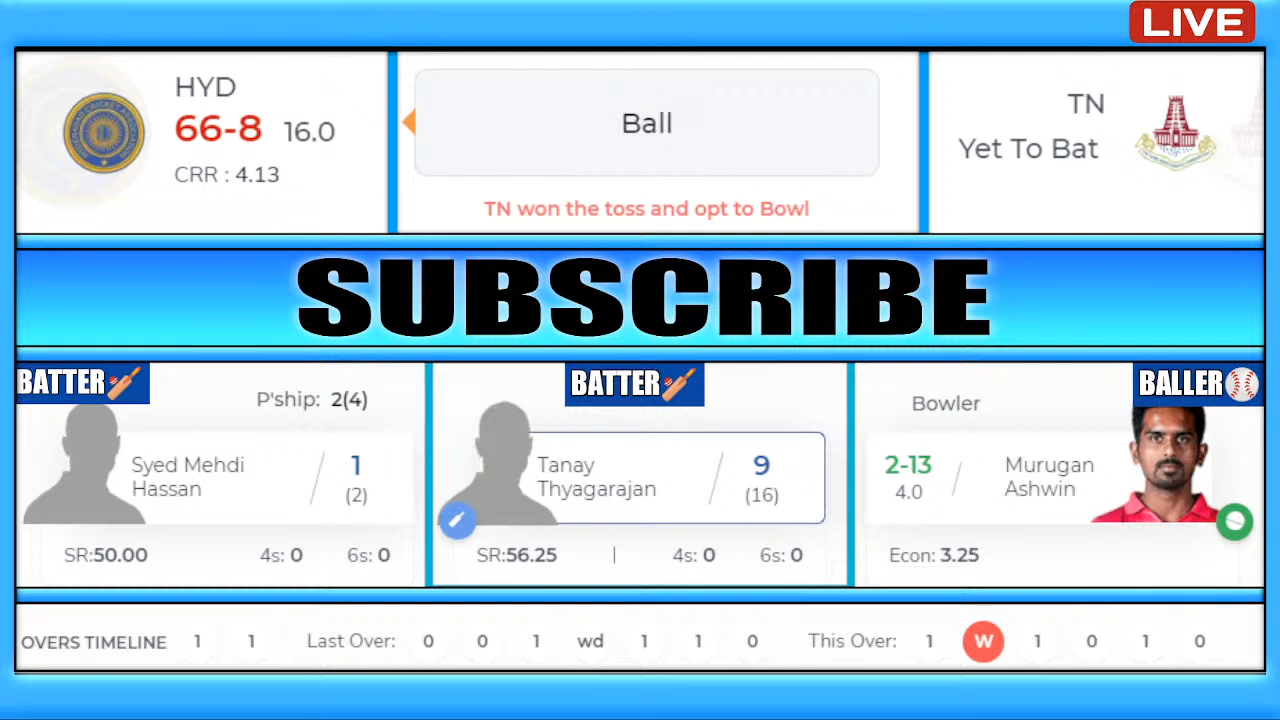 LIVE
HYD
66-8 16.0
CRR : 4.13
Ball
TN won the toss and opt to Bowl
TN
Yet To Bat
SUBSCRIBE
BATTER
P'ship: 2(4)
Syed Mehdi
Hassan
1
(2)
SR:50.00 4s: 0 6s: 0
BATTER
Tanay
Thyagarajan
9
(16)
SR:56.25 | 4s: 0 6s: 0
BALLER
Bowler
2-13
4.0
Murugan
Ashwin
Econ: 3.25
OVERS TIMELINE 1 1 Last Over: 0 0 1 wd 1 1 0 This Over: 1 W 1 0 1 0